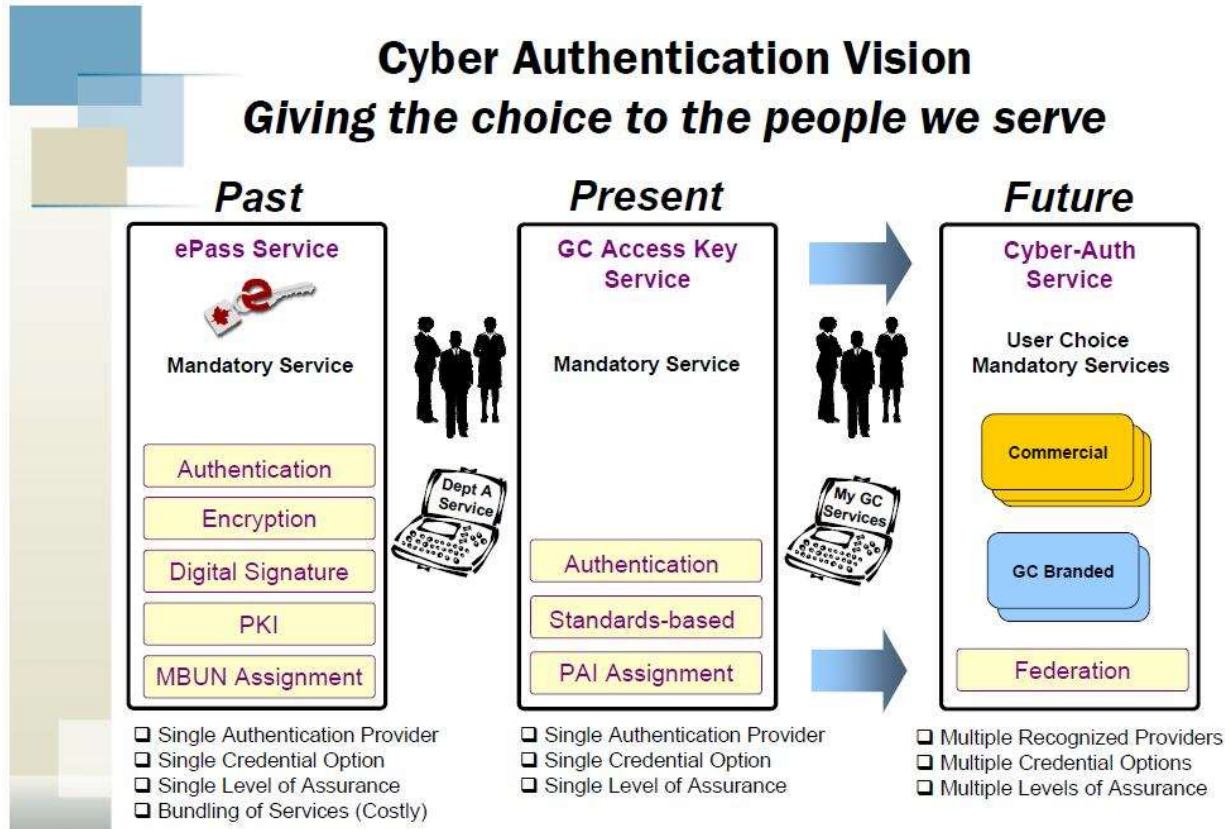 Cyber Authentication Vision
Giving the choice to the people we serve
Past
ePass Service
e
Mandatory Service
Authentication
Encryption
Digital Signature
PKI
MBUN Assignment
❑ Single Authentication Provider
❑ Single Credential Option
❑ Single Level of Assurance
❑ Bundling of Services (Costly)
Dept A
Service
Present
GC Access Key
Service
Mandatory Service
Authentication
Standards-based
PAI Assignment
❑ Single Authentication Provider
❑ Single Credential Option
❑ Single Level of Assurance
My GC
Services
Future
Cyber-Auth
Service
User Choice
Mandatory Services
Commercial
GC Branded
Federation
❑ Multiple Recognized Providers
❑ Multiple Credential Options
❑ Multiple Levels of Assurance